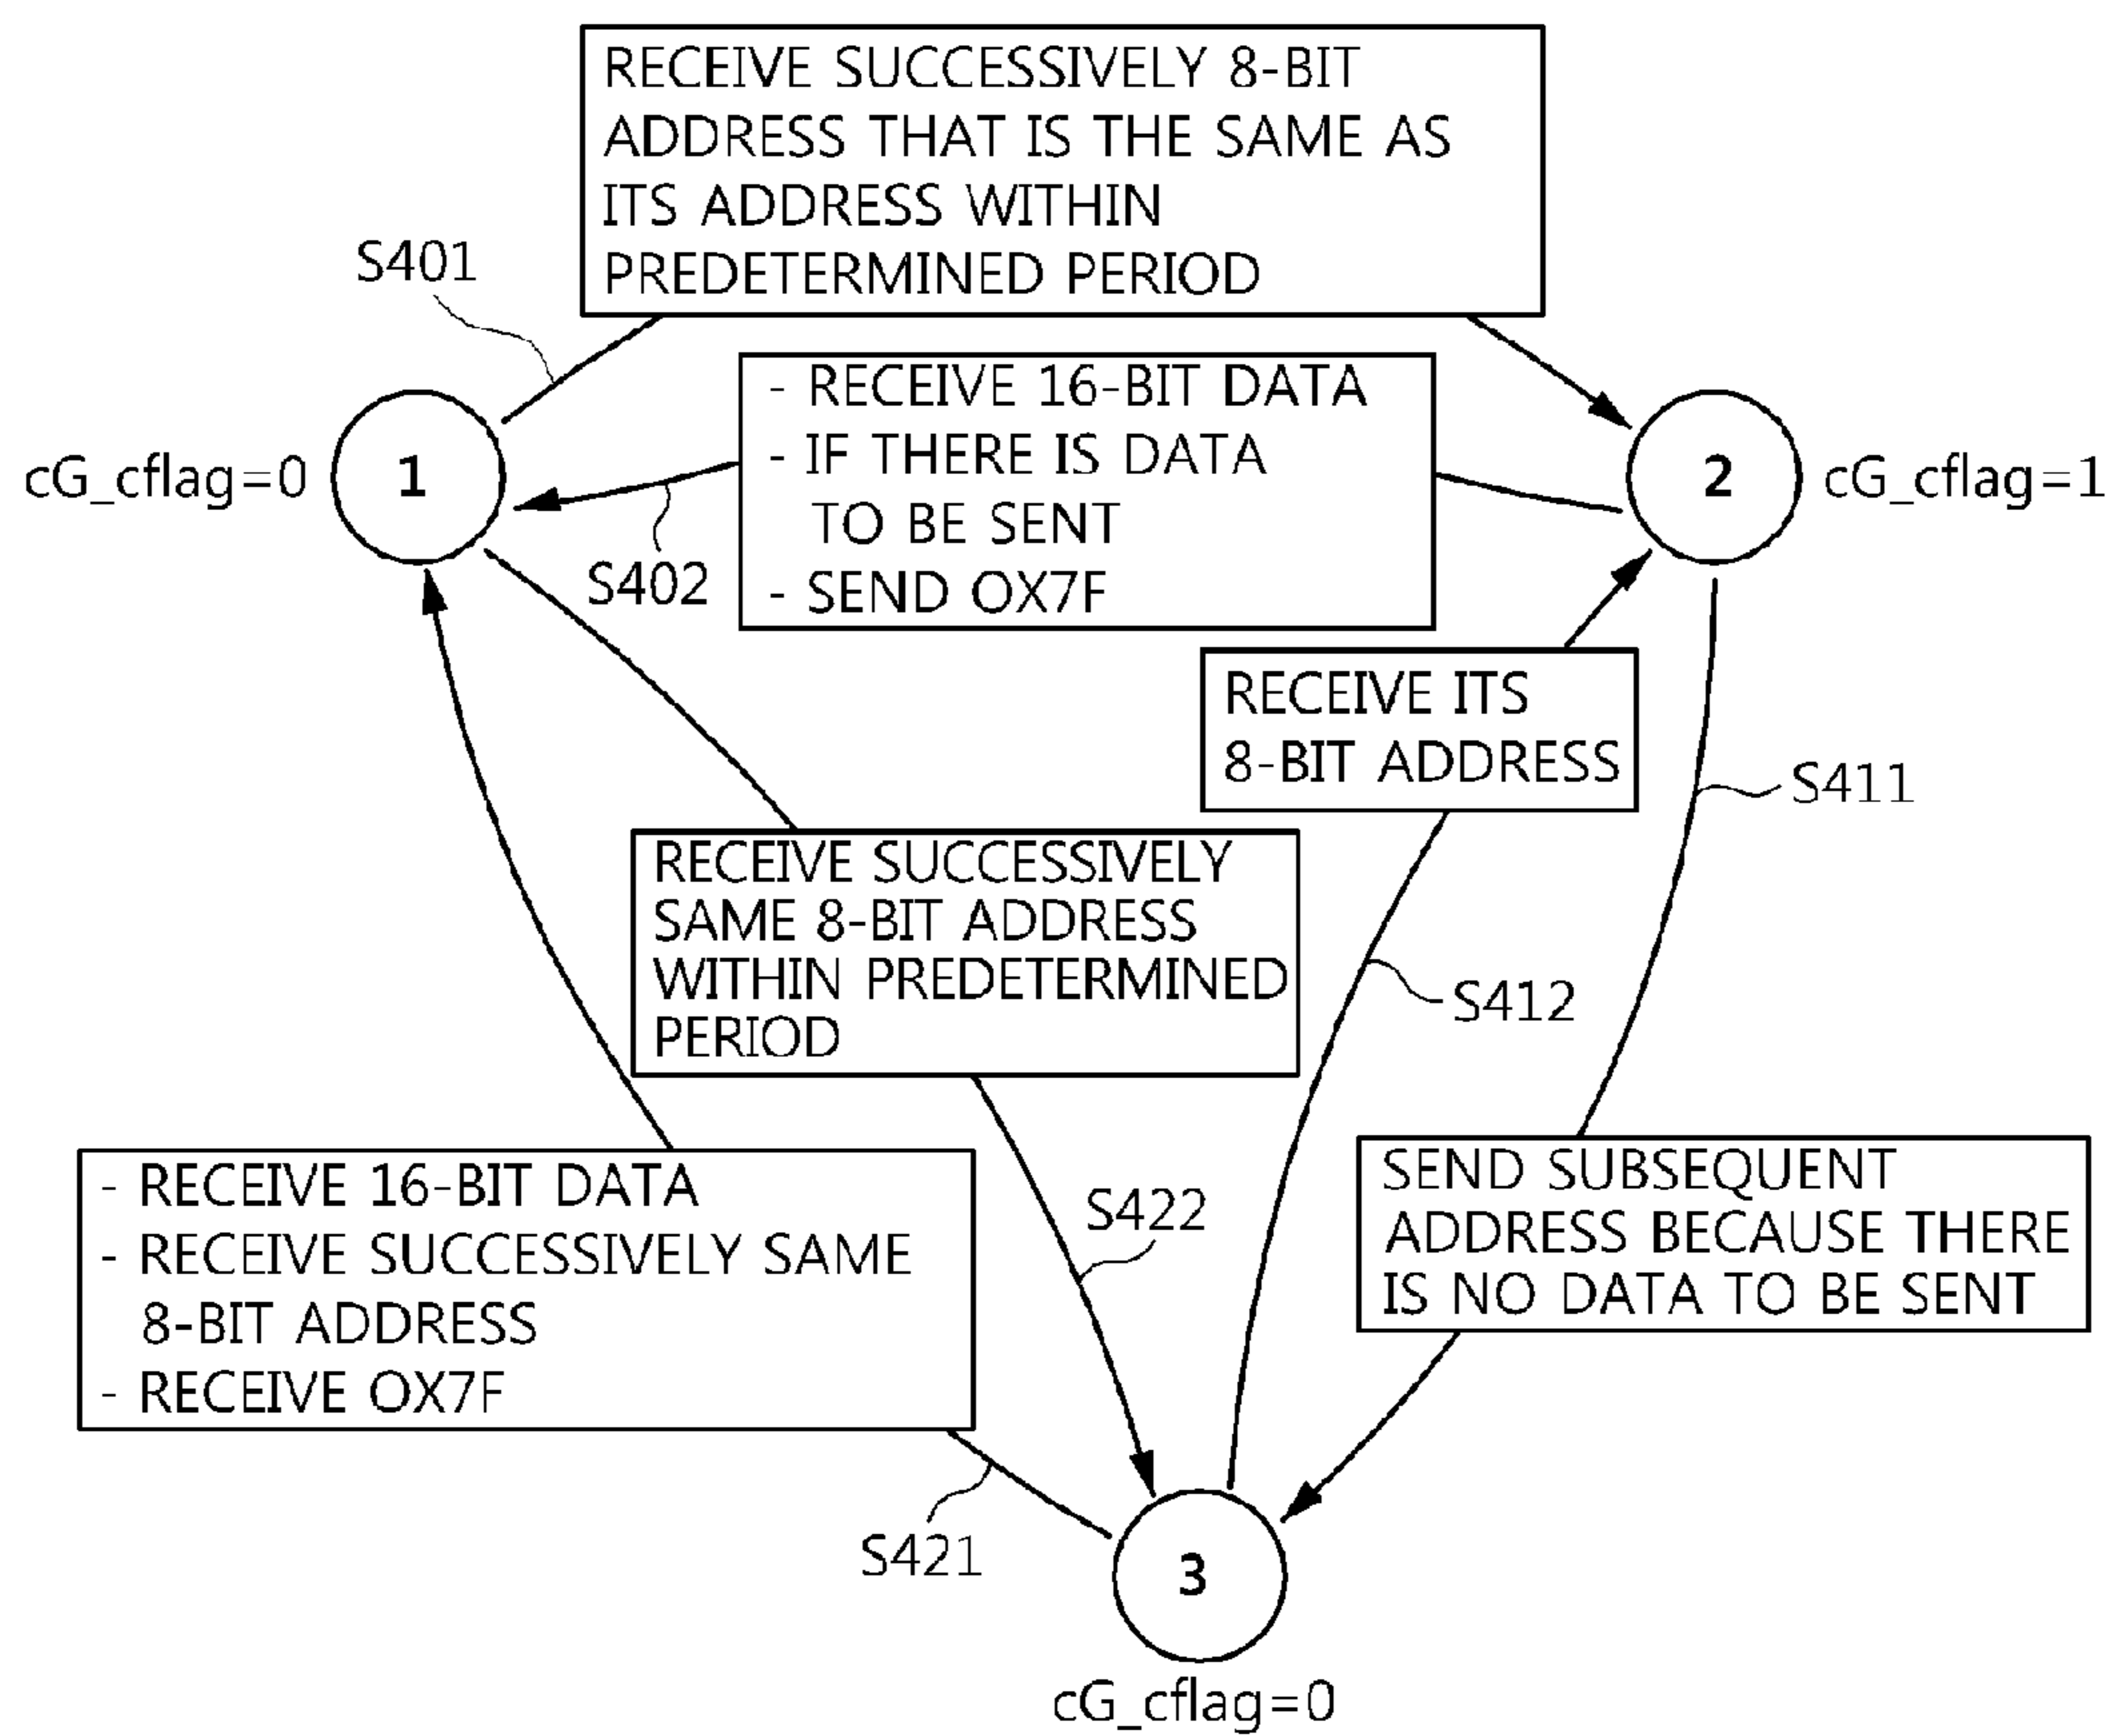 RECEIVE SUCCESSIVELY 8-BIT
ADDRESS THAT IS THE SAME AS
ITS ADDRESS WITHIN
PREDETERMINED PERIOD
S401
- RECEIVE 16-BIT DATA
- IF THERE IS DATA
TO BE SENT
- SEND OX7F
cG_cflag=0
1
2
cG_cflag=1
S402
RECEIVE ITS
8-BIT ADDRESS
S411
RECEIVE SUCCESSIVELY
SAME 8-BIT ADDRESS
WITHIN PREDETERMINED
PERIOD
S412
- RECEIVE 16-BIT DATA
- RECEIVE SUCCESSIVELY SAME
8-BIT ADDRESS
- RECEIVE OX7F
S422
SEND SUBSEQUENT
ADDRESS BECAUSE THERE
IS NO DATA TO BE SENT
S421
3
cG_cflag=0